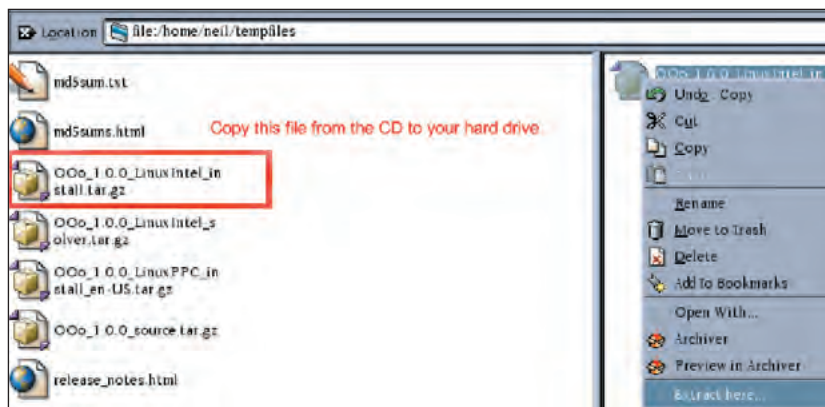 Location file:/home/neil/tempfiles
md5sum.txt
md5sums.html
Copy this file from the CD to your hard drive
OOo_1.0.0_LinuxIntel_in
stall.tar.gz
OOo_1.0.0_LinuxIntel_s
olver.tar.gz
OOo_1.0.0_LinuxPPC_in
stall_en-US.tar.gz
OOo_1.0.0_source.tar.gz
release_notes.html
OOo_1.0.0_LinuxIntel_in
Undo: Copy
Cut
Copy
Rename
Move to Trash
Delete
Add to Bookmarks
Open With...
Archiver
Preview in Archiver
Extract here...